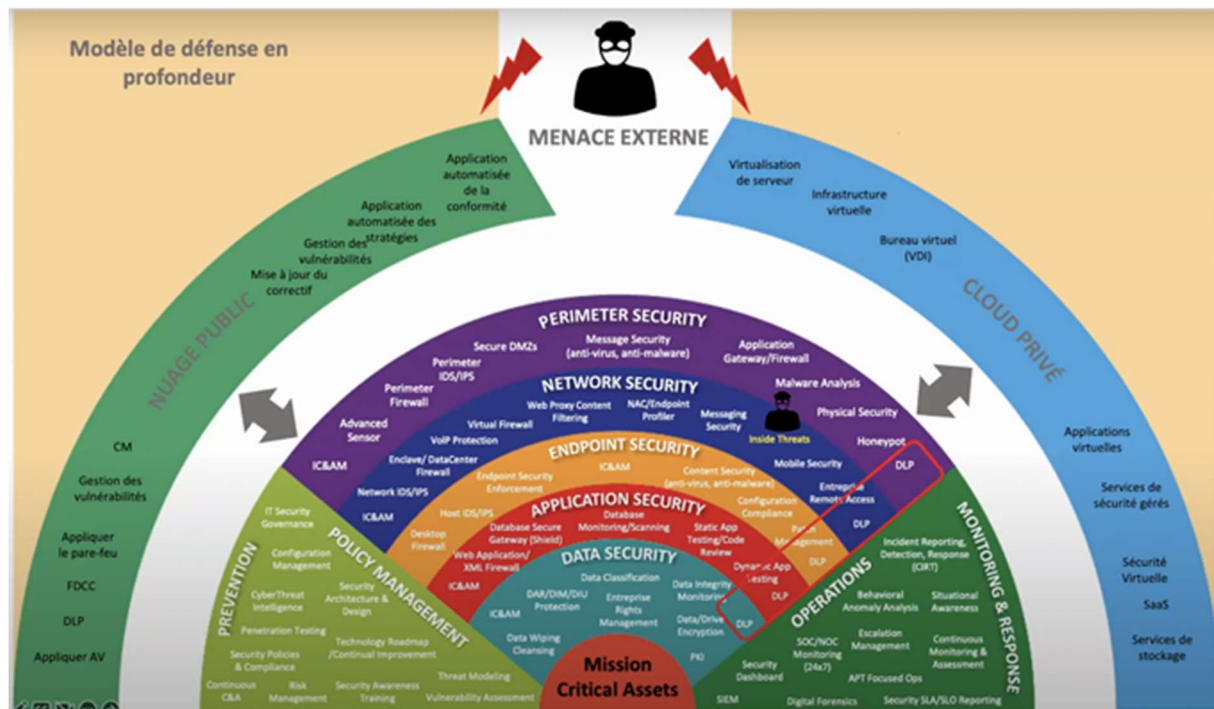 Modèle de défense en
profondeur
MENACE EXTERNE
Application
automatisée
de la
conformité
Application
automatisée des
stratégies
Gestion des
vulnérabilités
Mise à jour du
correctif
NUAGE PUBLIC
CM
Gestion des
vulnérabilités
Appliquer
le pare-feu
FDCC
DLP
Appliquer AV
Virtualisation
de serveur
Infrastructure
virtuelle
Bureau virtuel
(VDI)
CLOUD PRIVÉ
Applications
virtuelles
Services de
sécurité gérés
Sécurité
Virtuelle
SaaS
Services de
stockage
PERIMETER SECURITY
Secure DMZs
Message Security
(anti-virus, anti-malware)
Application
Gateway/Firewall
Perimeter
IDS/IPS
Malware Analysis
Perimeter
Firewall
Physical Security
Advanced
Sensor
Honeypot
IC&AM
DLP
NETWORK SECURITY
Web Proxy Content
Filtering
NAC/Endpoint
Profiler
Virtual Firewall
Messaging
Security
Inside Threats
VoIP Protection
Enclave/ DataCenter
Firewall
Mobile Security
Network IDS/IPS
Entreprise
Remote Access
IC&AM
DLP
ENDPOINT SECURITY
IC&AM
Endpoint Security
Enforcement
Content Security
(anti-virus, anti-malware)
Host IDS/IPS
Configuration
Compliance
Desktop
Firewall
Patch
Management
DLP
APPLICATION SECURITY
Database Secure
Gateway (Shield)
Database
Monitoring/Scanning
Static App
Testing/Code
Review
Web Application/
XML Firewall
Dynamic App
Testing
IC&AM
DLP
DATA SECURITY
Data Classification
DAR/DIM/DIU
Protection
Entreprise
Rights
Management
Data Integrity
Monitoring
IC&AM
Data/Drive
Encryption
DLP
Data Wiping
Cleansing
PKI
Mission
Critical Assets
PREVENTION
POLICY MANAGEMENT
IT Security
Governance
Configuration
Management
CyberThreat
Intelligence
Security
Architecture &
Design
Penetration Testing
Technology Roadmap
/Continual Improvement
Security Policies
& Compliance
Threat Modeling
Continuous
C&A
Risk
Management
Security Awareness
Training
Vulnerability Assessment
OPERATIONS
MONITORING & RESPONSE
Incident Reporting,
Detection, Response
(CIRT)
Behavioral
Anomaly Analysis
Situational
Awareness
SOC/NOC
Monitoring
(24x7)
Escalation
Management
Continuous
Monitoring &
Assessment
Security
Dashboard
APT Focused Ops
SIEM
Digital Forensics
Security SLA/SLO Reporting